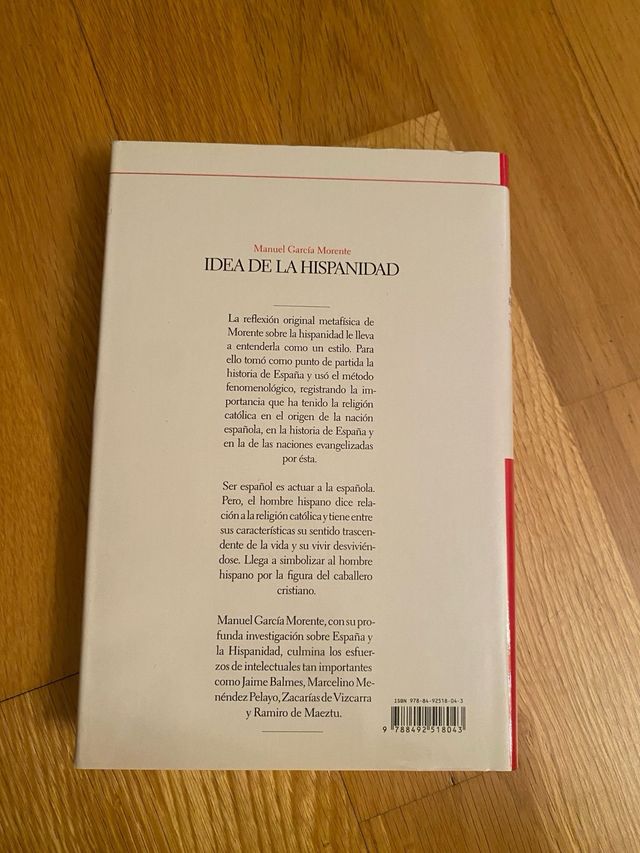 Manuel García Morente
IDEA DE LA HISPANIDAD
La reflexión original metafísica de
Morente sobre la hispanidad le lleva
a entenderla como un estilo. Para
ello tomó como punto de partida la
historia de España y usó el método
fenomenológico, registrando la im-
portancia que ha tenido la religión
católica en el origen de la nación
española, en la historia de España y
en la de las naciones evangelizadas
por ésta.
Ser español es actuar a la española.
Pero, el hombre hispano dice rela-
ción a la religión católica y tiene entre
sus características su sentido trascen-
dente de la vida y su vivir desvivién-
dose. Llega a simbolizar al hombre
hispano por la figura del caballero
cristiano.
Manuel García Morente, con su pro-
funda investigación sobre España y
la Hispanidad, culmina los esfuer-
zos de intelectuales tan importantes
como Jaime Balmes, Marcelino Me-
néndez Pelayo, Zacarías de Vizcarra
y Ramiro de Maeztu.
ISBN 978-84-92518-04-3
9 788492 518043